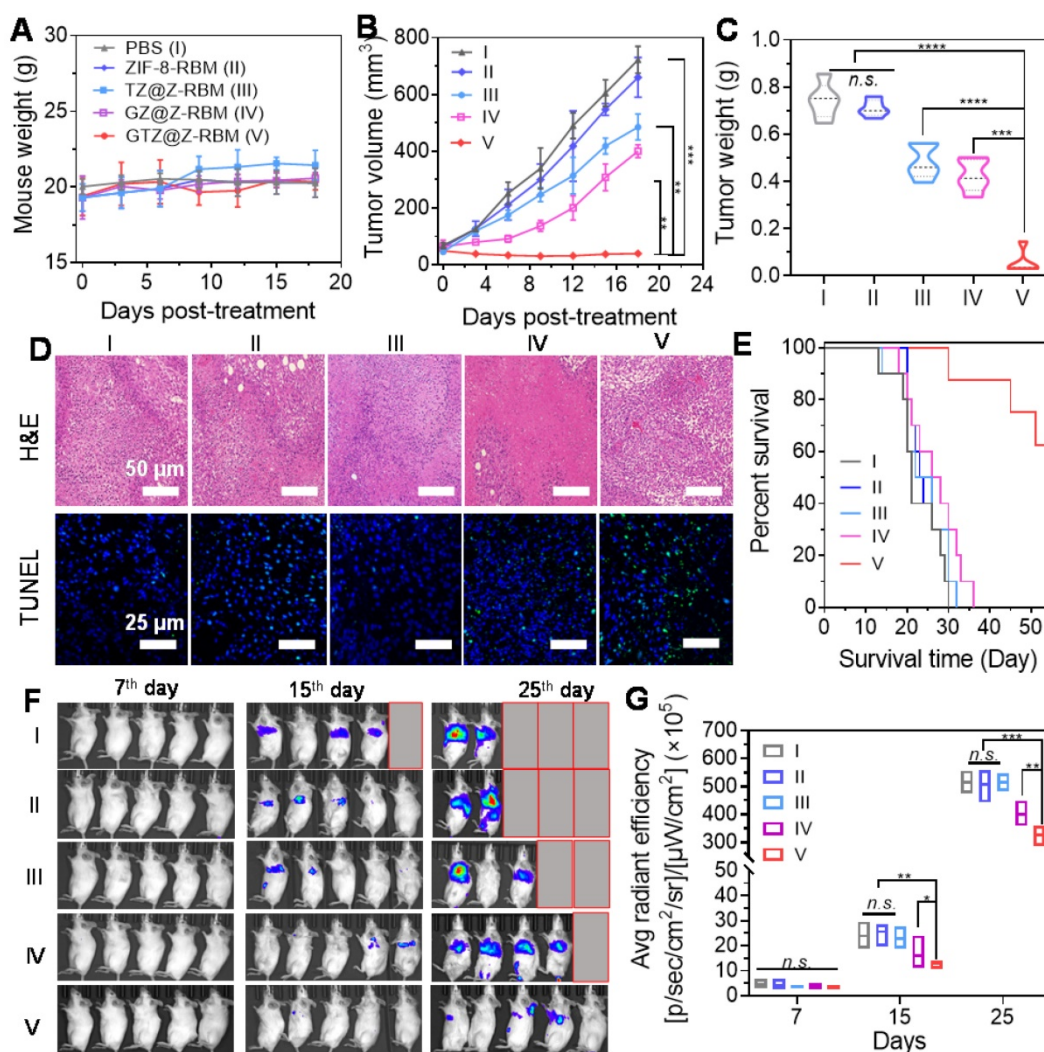 A
Mouse weight (g)
30
25
20
15
PBS (I)
ZIF-8-RBM (II)
TZ@Z-RBM (III)
GZ@Z-RBM (IV)
GTZ@Z-RBM (V)
0 5 10 15 20
Days post-treatment
B
Tumor volume (mm³)
800
600
400
200
0
I
II
III
IV
V
**
**
***
0 4 8 12 16 20 24
Days post-treatment
C
Tumor weight (g)
1.0
0.8
0.6
0.4
0.2
0.0
****
n.s.
****
***
I II III IV V
D
I II III IV V
H&E
50 µm
TUNEL
25 µm
E
Percent survival
100
80
60
40
20
0
I
II
III
IV
V
0 10 20 30 40 50
Survival time (Day)
F
7th day 15th day 25th day
I
II
III
IV
V
G
Avg radiant efficiency
[p/sec/cm²/sr]/[µW/cm²] (×10⁵)
700
600
500
400
300
50
40
30
20
10
0
I
II
III
IV
V
n.s.
n.s.
**
*
n.s.
***
**
7 15 25
Days